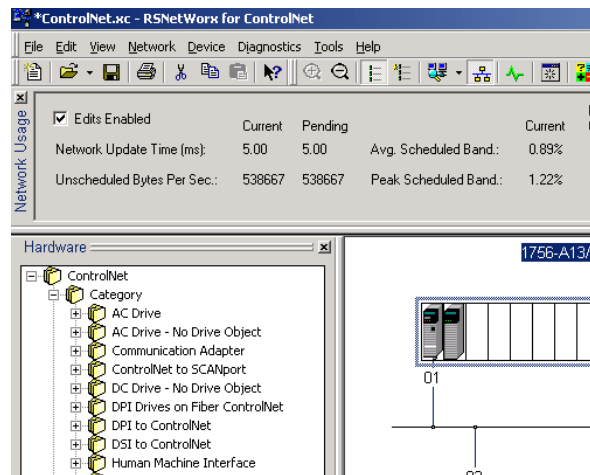 *ControlNet.xc - RSNetWorx for ControlNet
File Edit View Network Device Diagnostics Tools Help
Network Usage
Edits Enabled
Current Pending Current
Network Update Time (ms): 5.00 5.00 Avg. Scheduled Band.: 0.89%
Unscheduled Bytes Per Sec.: 538667 538667 Peak Scheduled Band.: 1.22%
Hardware
1756-A13/
ControlNet
Category
AC Drive
AC Drive - No Drive Object
Communication Adapter
ControlNet to SCANport
DC Drive - No Drive Object
DPI Drives on Fiber ControlNet
DPI to ControlNet
DSI to ControlNet
Human Machine Interface
01